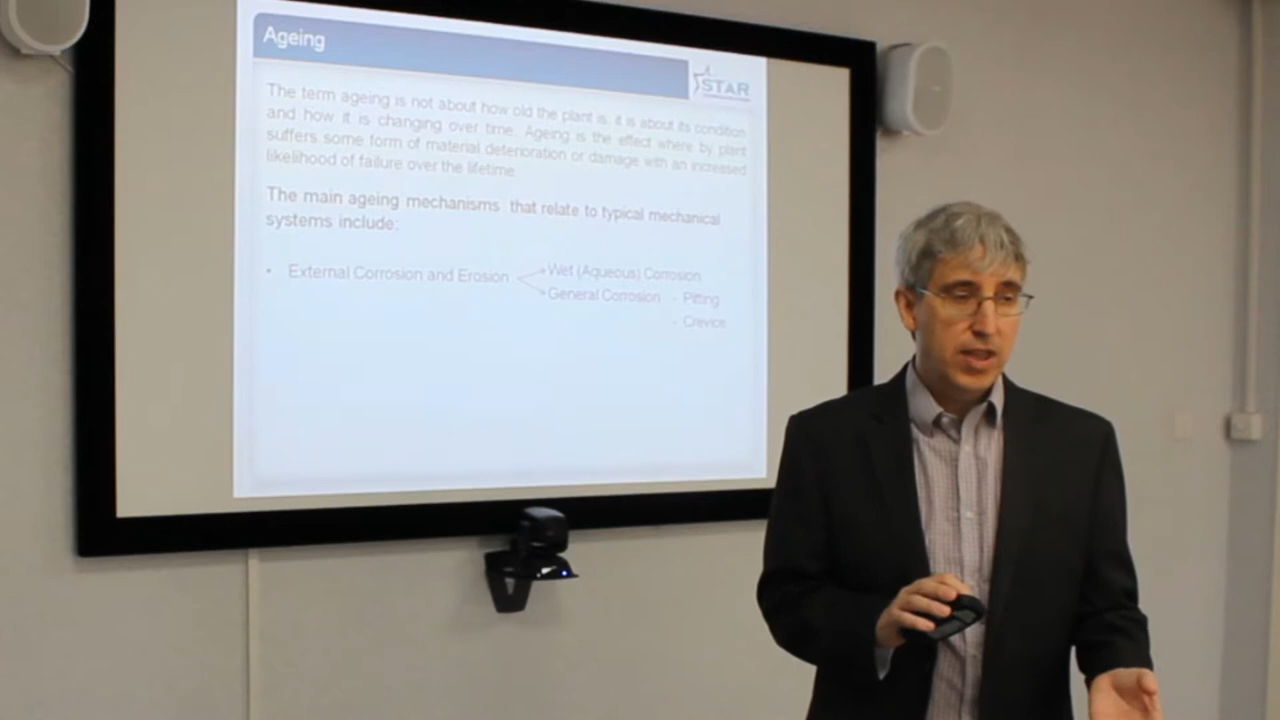 Ageing
STAR
The term ageing is not about how old the plant is, it is about its condition
and how it is changing over time. Ageing is the effect where by plant
suffers some form of material deterioration or damage with an increased
likelihood of failure over the lifetime
The main ageing mechanisms that relate to typical mechanical
systems include:
• External Corrosion and Erosion
Wet (Aqueous) Corrosion
General Corrosion - Pitting
- Crevice